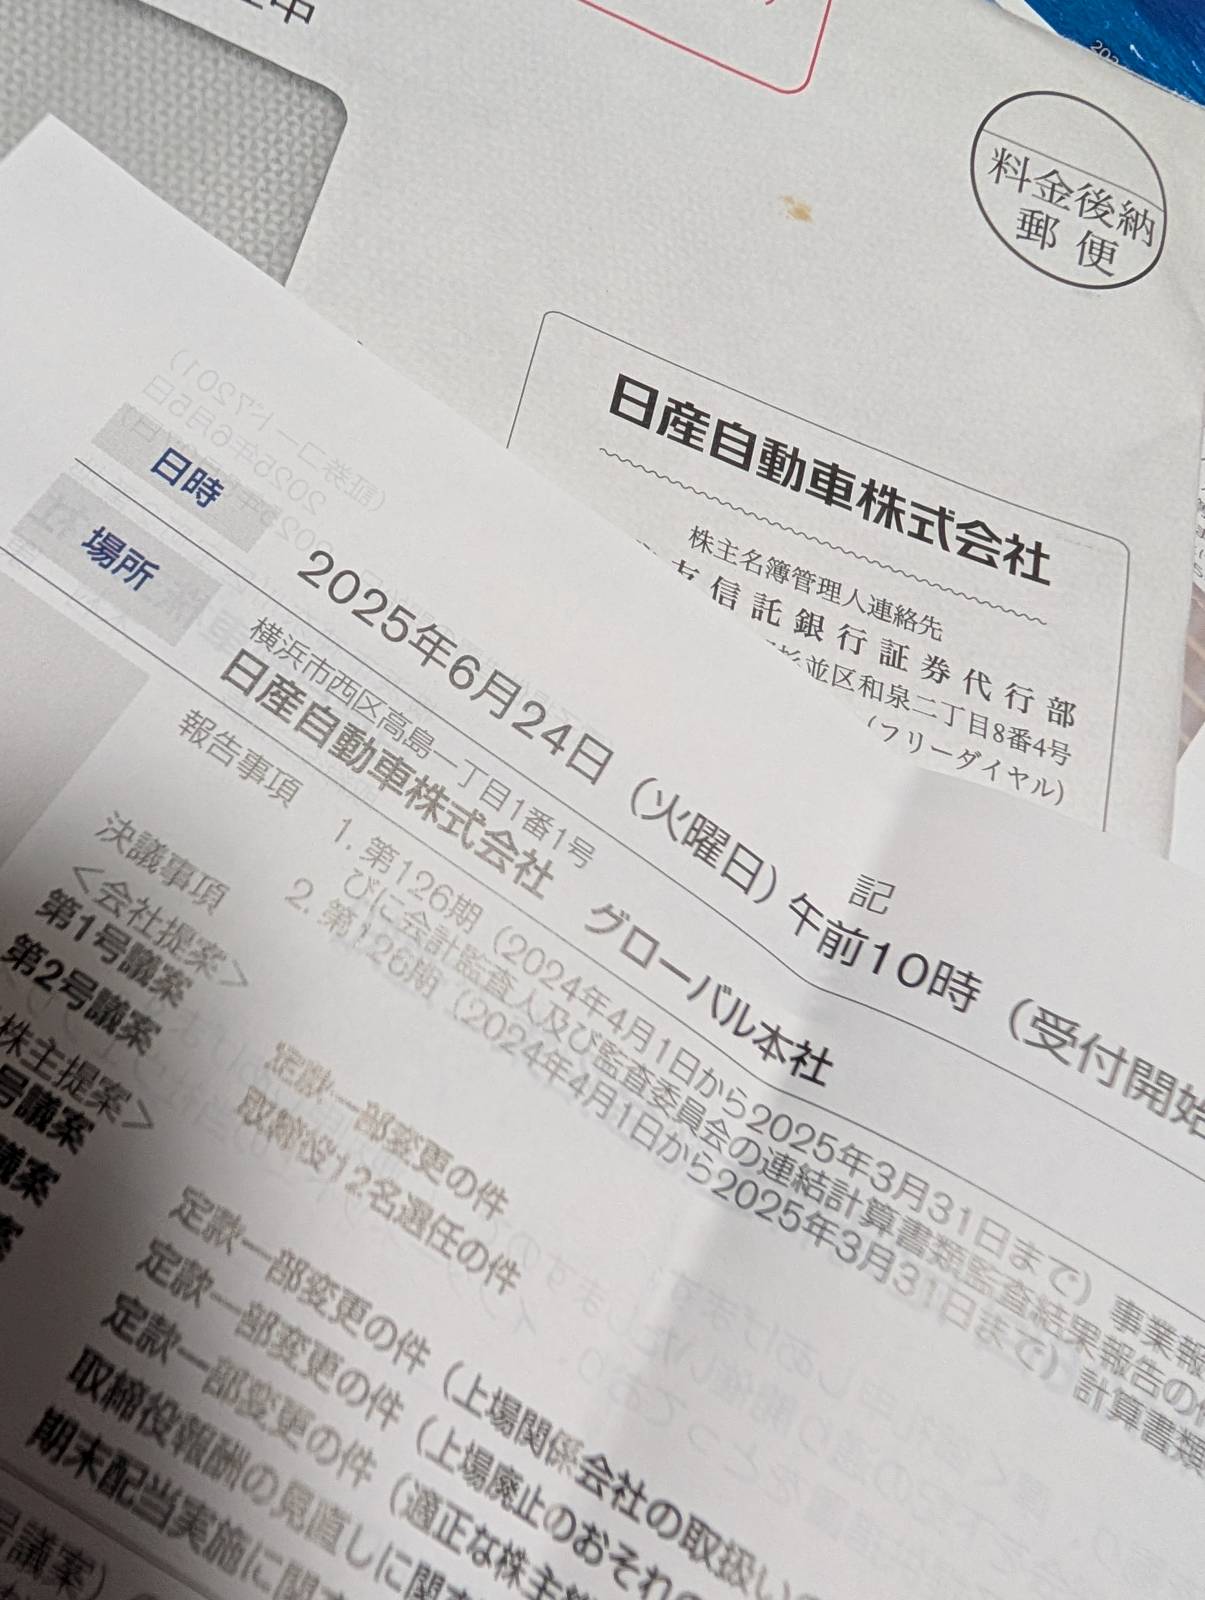 中
料金後納
郵便
日産自動車株式会社
株主名簿管理人連絡先
信託銀行証券代行部
並区和泉二丁目8番4号
(フリーダイヤル)
記
日時
2025年6月24日(火曜日)午前10時(受付開始
場所
横浜市西区高島一丁目1番1号
日産自動車株式会社 グローバル本社
報告事項
1. 第126期(2024年4月1日から2025年3月31日まで)事業報
びに会計監査人及び監査委員会の連結計算書類監査結果報告の件
2. 第126期(2024年4月1日から2025年3月31日まで)計算書類
決議事項
<会社提案>
第1号議案 定款一部変更の件
第2号議案 取締役12名選任の件
株主提案>
号議案 定款一部変更の件(上場関係会社の取扱い
議案 定款一部変更の件(上場廃止のおそれの
案 定款一部変更の件(適正な株主
取締役報酬の見直しに関
期末配当実施に関
号議案)